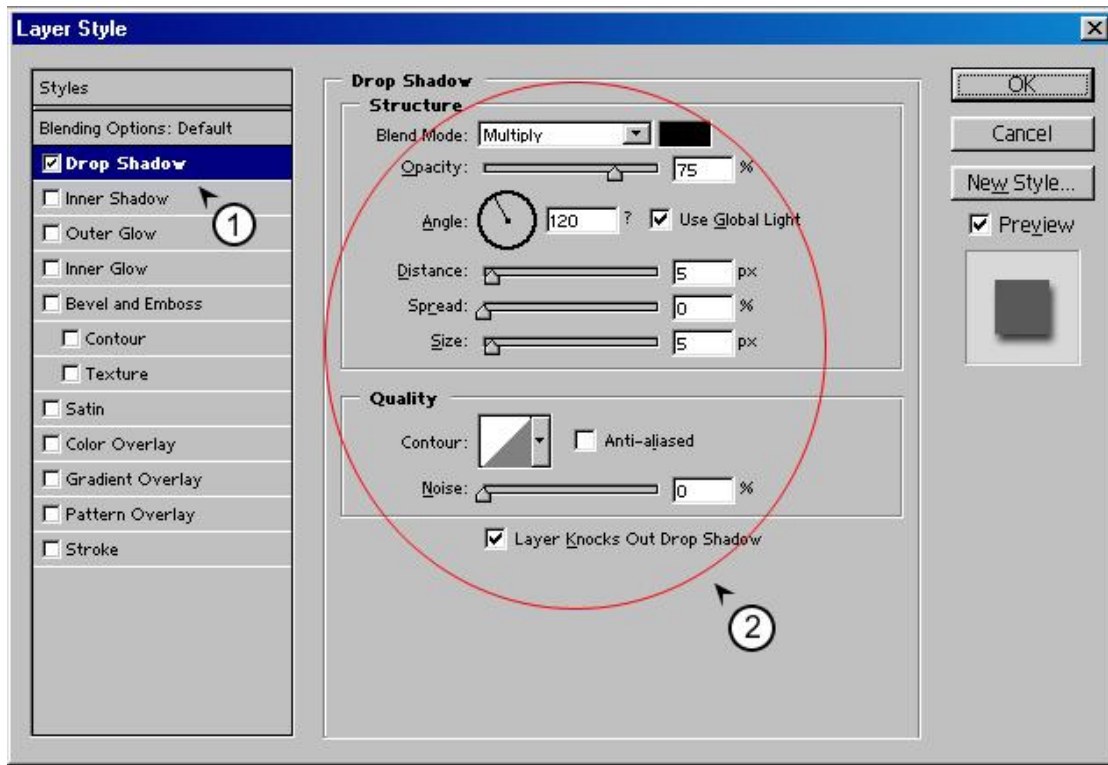 Layer Style
Styles
Blending Options: Default
Drop Shadow
Inner Shadow
Outer Glow
Inner Glow
Bevel and Emboss
Contour
Texture
Satin
Color Overlay
Gradient Overlay
Pattern Overlay
Stroke
1
Drop Shadow
Structure
Blend Mode: Multiply
Opacity: 75 %
Angle: 120 ? Use Global Light
Distance: 5 px
Spread: 0 %
Size: 5 px
Quality
Contour: Anti-aliased
Noise: 0 %
Layer Knocks Out Drop Shadow
2
OK
Cancel
New Style...
Preview